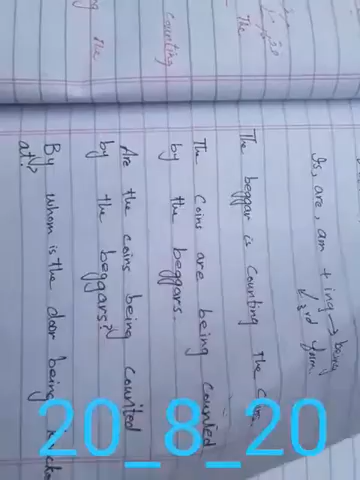 Is, are, am + ing → being
3rd form
The beggar is counting the coins.
The coins are being counted
by the beggars.
Are the coins being counted
by the beggars?
By whom is the door being
at?
counting
The
the
20_8_20